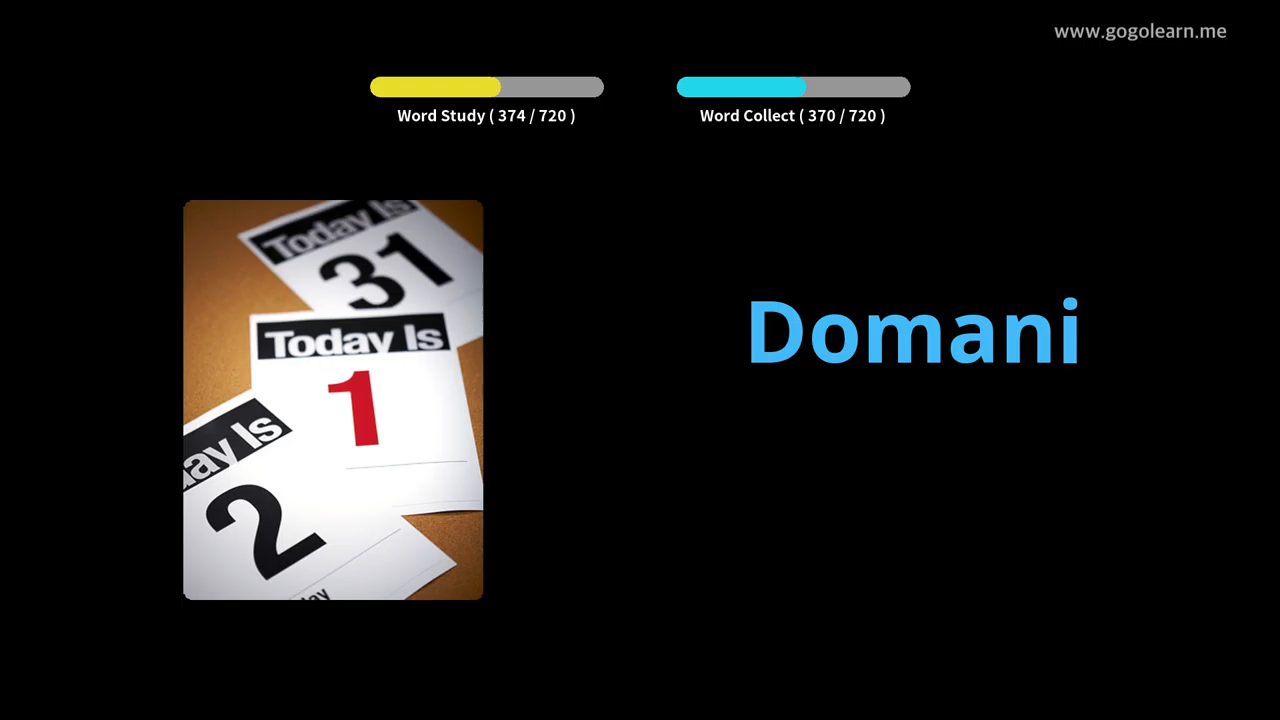 www.gogolearn.me
Word Study ( 374 / 720 )
Word Collect ( 370 / 720 )
Today Is
31
Today Is
1
ay Is
2
ay
Domani